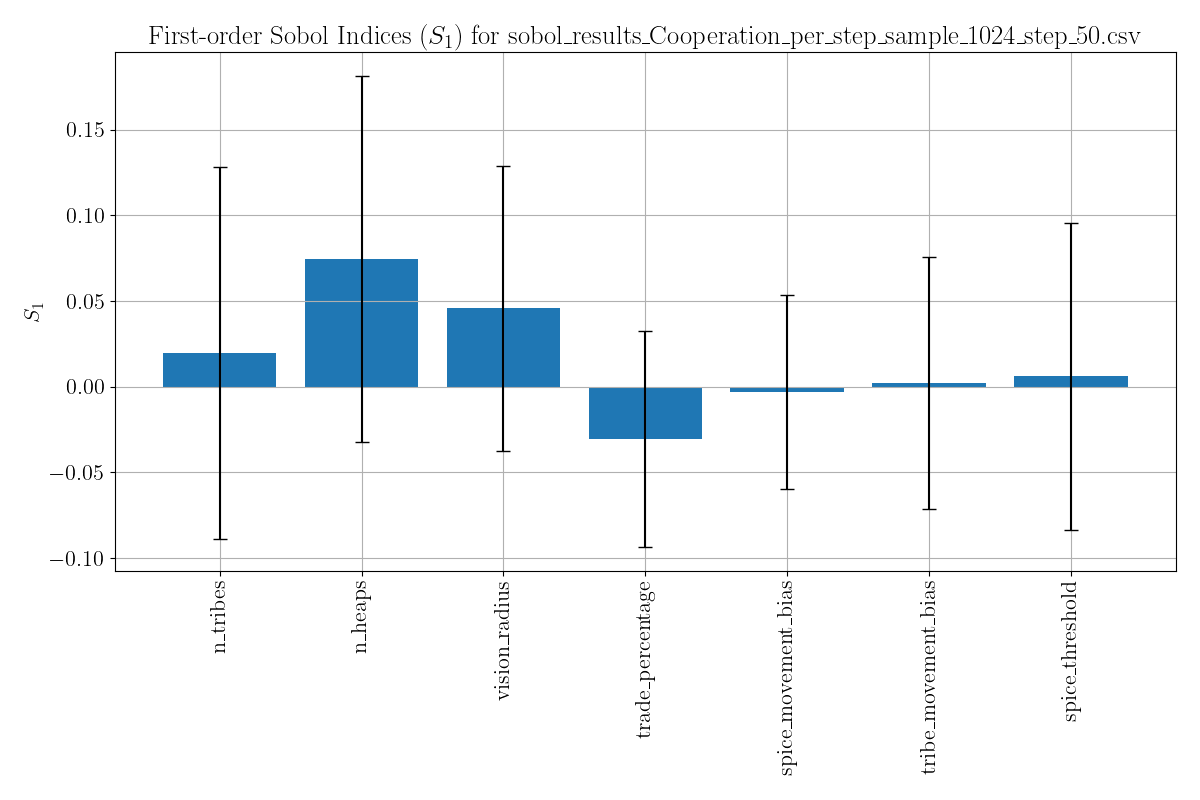 First-order Sobol Indices (S₁) for sobol_results_Cooperation_per_step_sample_1024_step_50.csv
S₁
0.15
0.10
0.05
0.00
−0.05
−0.10
n_tribes
n_heaps
vision_radius
trade_percentage
spice_movement_bias
tribe_movement_bias
spice_threshold